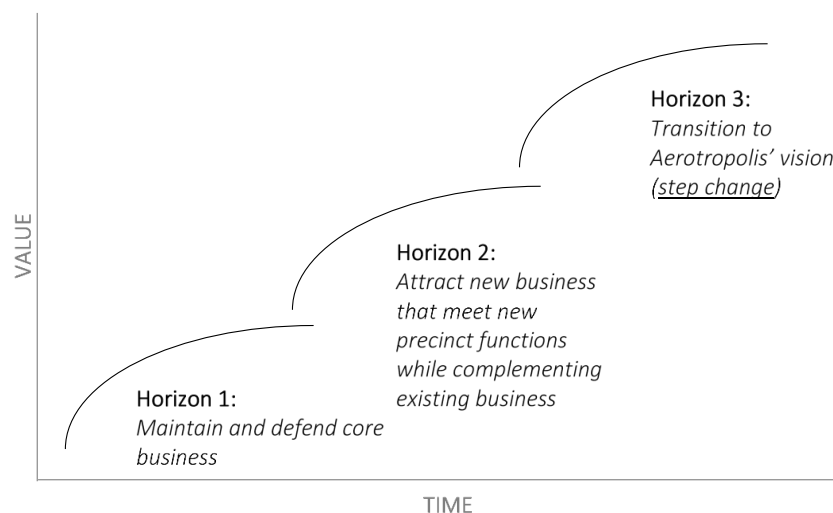 Horizon 3:
Transition to
Aerotropolis’ vision
(step change)
VALUE
Horizon 2:
Attract new business
that meet new
precinct functions
while complementing
existing business
Horizon 1:
Maintain and defend core
business
TIME